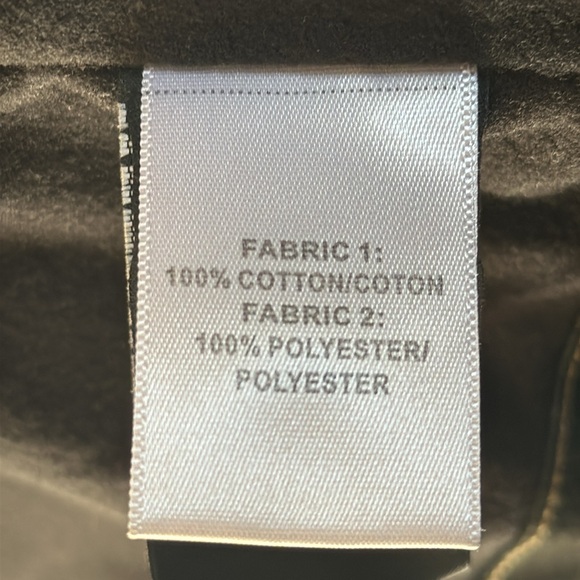 FABRIC 1:
100% COTTON/COTON
FABRIC 2:
100% POLYESTER/
POLYESTER